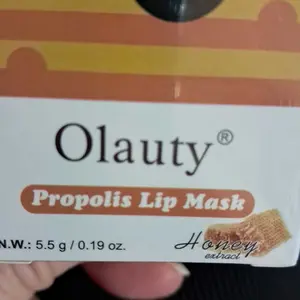 Olauty®
Propolis Lip Mask
N.W.: 5.5 g / 0.19 oz.
Honey
extract